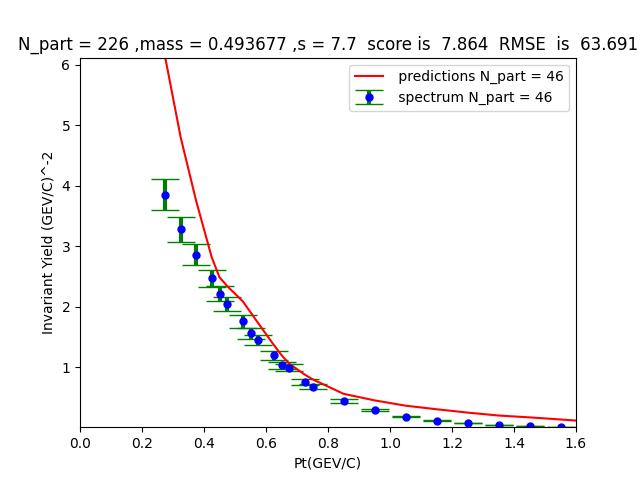 N_part = 226 ,mass = 0.493677 ,s = 7.7  score is  7.864  RMSE  is  63.691
predictions N_part = 46
spectrum N_part = 46
Invariant Yield (GEV/C)^-2
6
5
4
3
2
1
0.0 0.2 0.4 0.6 0.8 1.0 1.2 1.4 1.6
Pt(GEV/C)